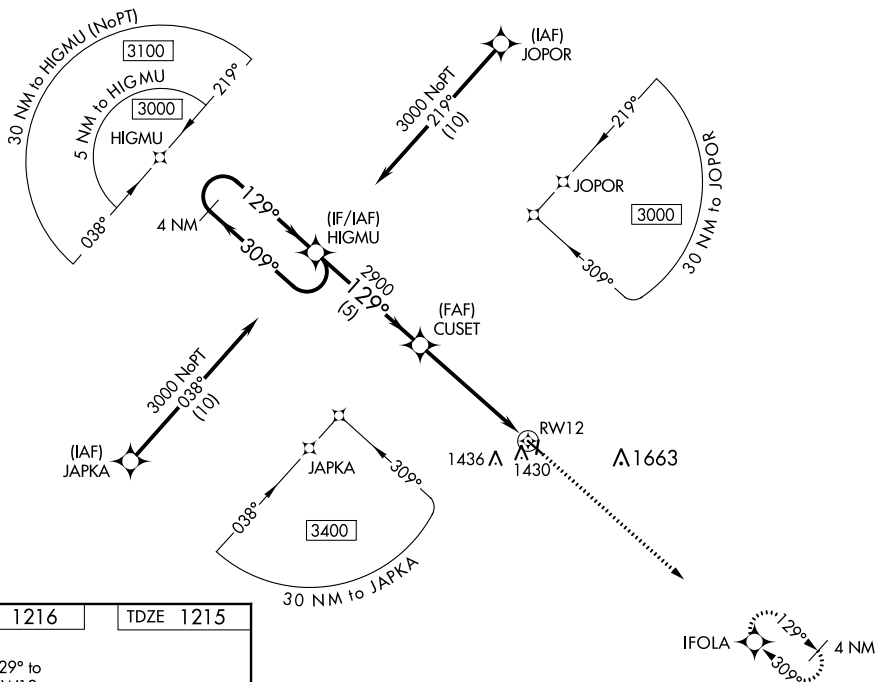 30 NM to HIGMU (NoPT)
3100
5 NM to HIGMU
3000
219°
HIGMU
038°
(IAF)
JOPOR
3000 NoPT
219°
(10)
219°
JOPOR
3000
30 NM to JOPOR
309°
4 NM
129°
309°
(IF/IAF)
HIGMU
2900
129°
(5)
(FAF)
CUSET
3000 NoPT
038°
(10)
(IAF)
JAPKA
RW12
1436
1430
1663
JAPKA
309°
038°
3400
30 NM to JAPKA
1216
TDZE 1215
29° to
IFOLA
129°
309°
4 NM